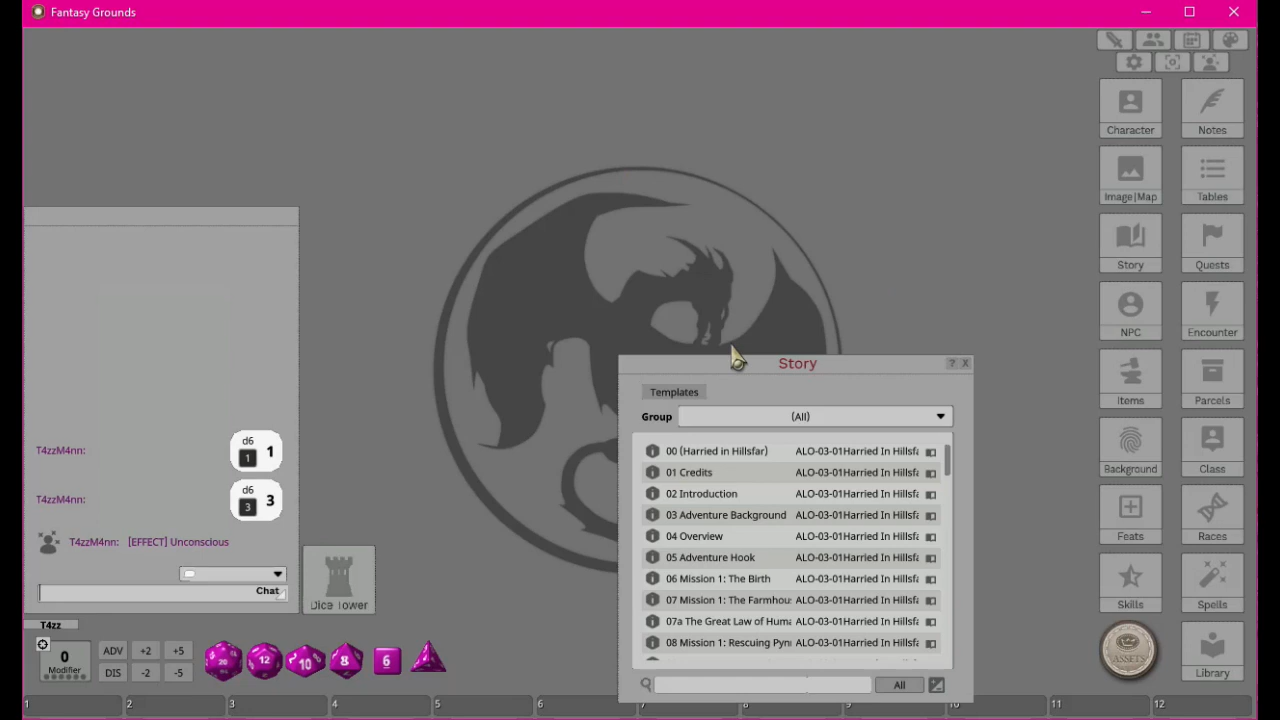 Fantasy Grounds
Character
Notes
Image|Map
Tables
Story
Quests
NPC
Encounter
Items
Parcels
Background
Class
Feats
Races
Skills
Spells
ASSETS
Library
Story
? X
Templates
Group (All)
00 (Harried in Hillsfar) ALO-03-01Harried In Hillsfa
01 Credits ALO-03-01Harried In Hillsfa
02 Introduction ALO-03-01Harried In Hillsfa
03 Adventure Background ALO-03-01Harried In Hillsfa
04 Overview ALO-03-01Harried In Hillsfa
05 Adventure Hook ALO-03-01Harried In Hillsfa
06 Mission 1: The Birth ALO-03-01Harried In Hillsfa
07 Mission 1: The Farmhou: ALO-03-01Harried In Hillsfa
07a The Great Law of Huma ALO-03-01Harried In Hillsfa
08 Mission 1: Rescuing Pyn ALO-03-01Harried In Hillsfa
All
T4zzM4nn: d6 1 1
T4zzM4nn: d6 3 3
T4zzM4nn: [EFFECT] Unconscious
Chat
Dice Tower
T4zz
0
Modifier
ADV +2 +5
DIS -2 -5
20 12 10 8 6
1 2 3 4 5 6 7 8 9 10 11 12